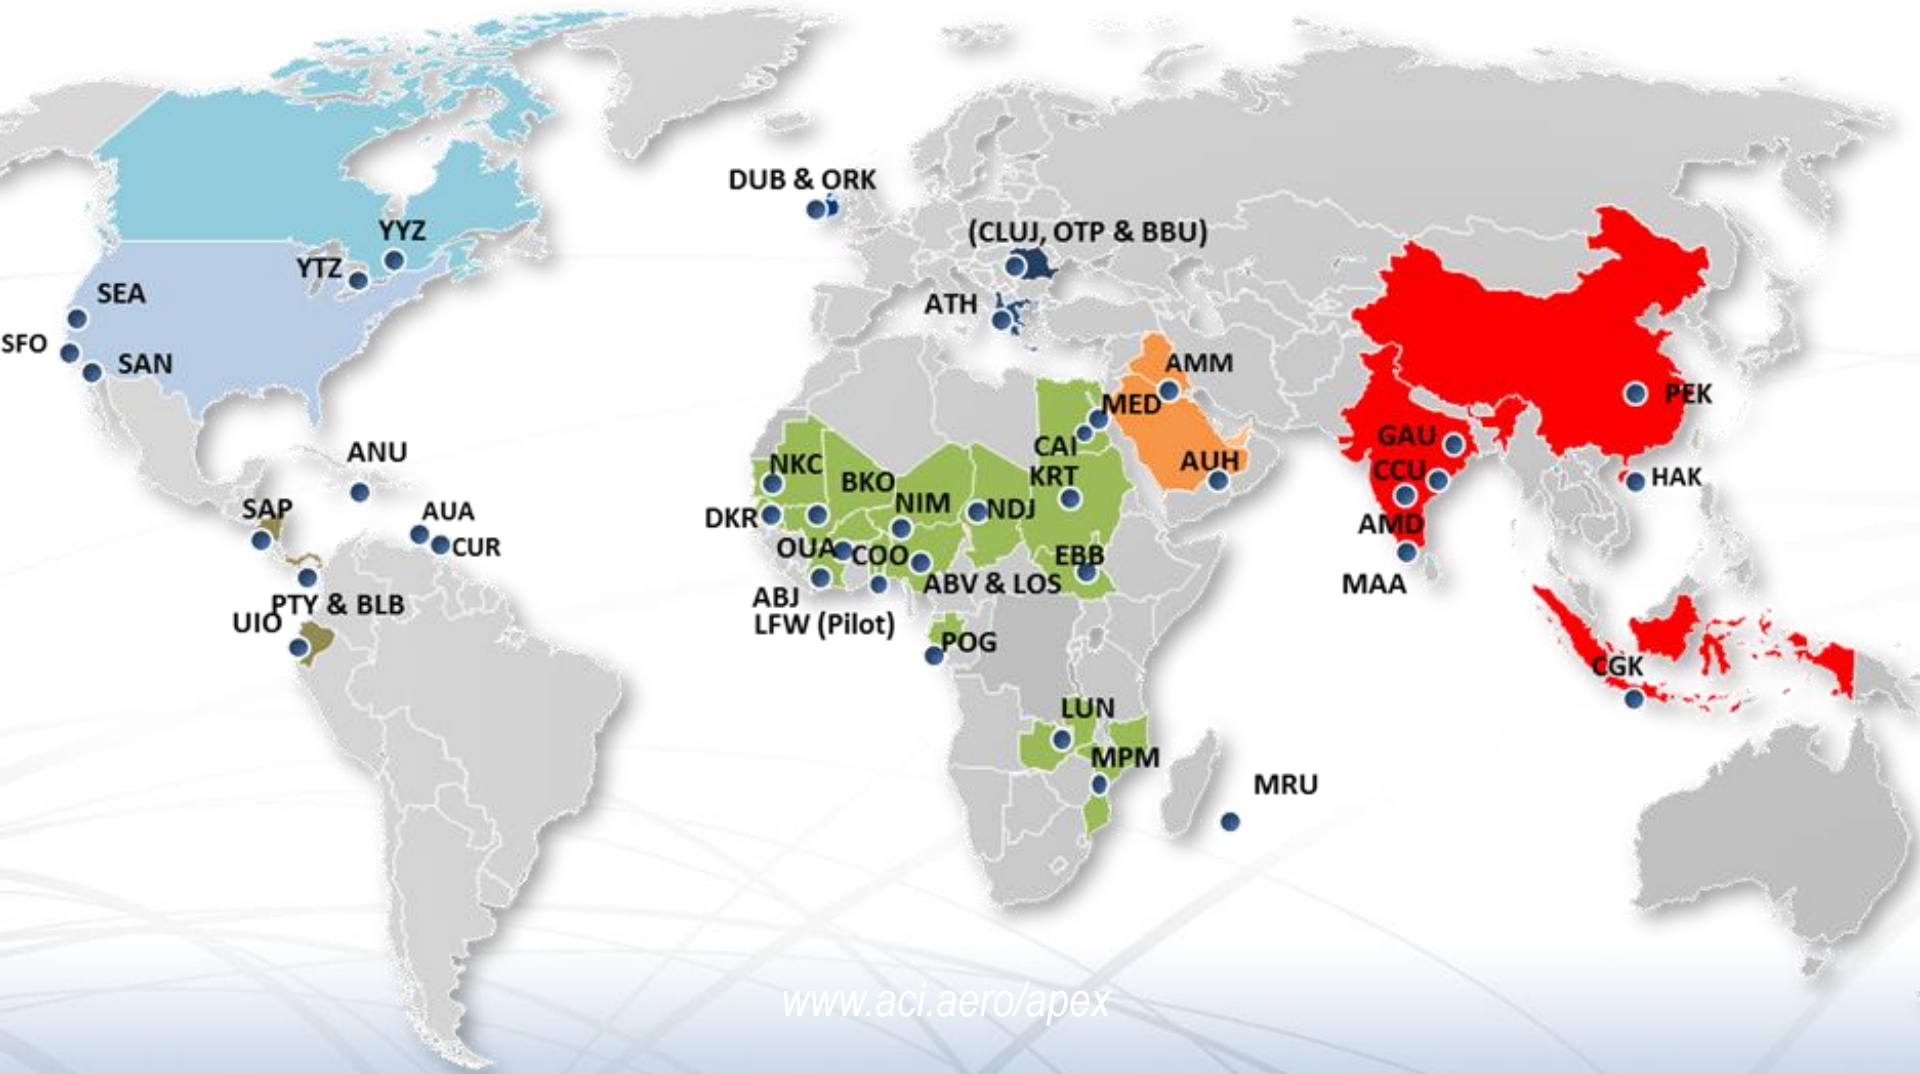 DUB & ORK
YYZ
(CLUJ, OTP & BBU)
YTZ
SEA
ATH
SFO
SAN
AMM
PEK
MED
GAU
CAI
ANU
NKC
AUH
CCU
KRT
HAK
BKO
NIM
SAP
AUA
DKR
NDJ
AMD
CUR
OUA
COO
EBB
ABV & LOS
MAA
ABJ
PTY & BLB
UIO
LFW (Pilot)
POG
CGK
LUN
MPM
MRU
www.aci.aero/apex